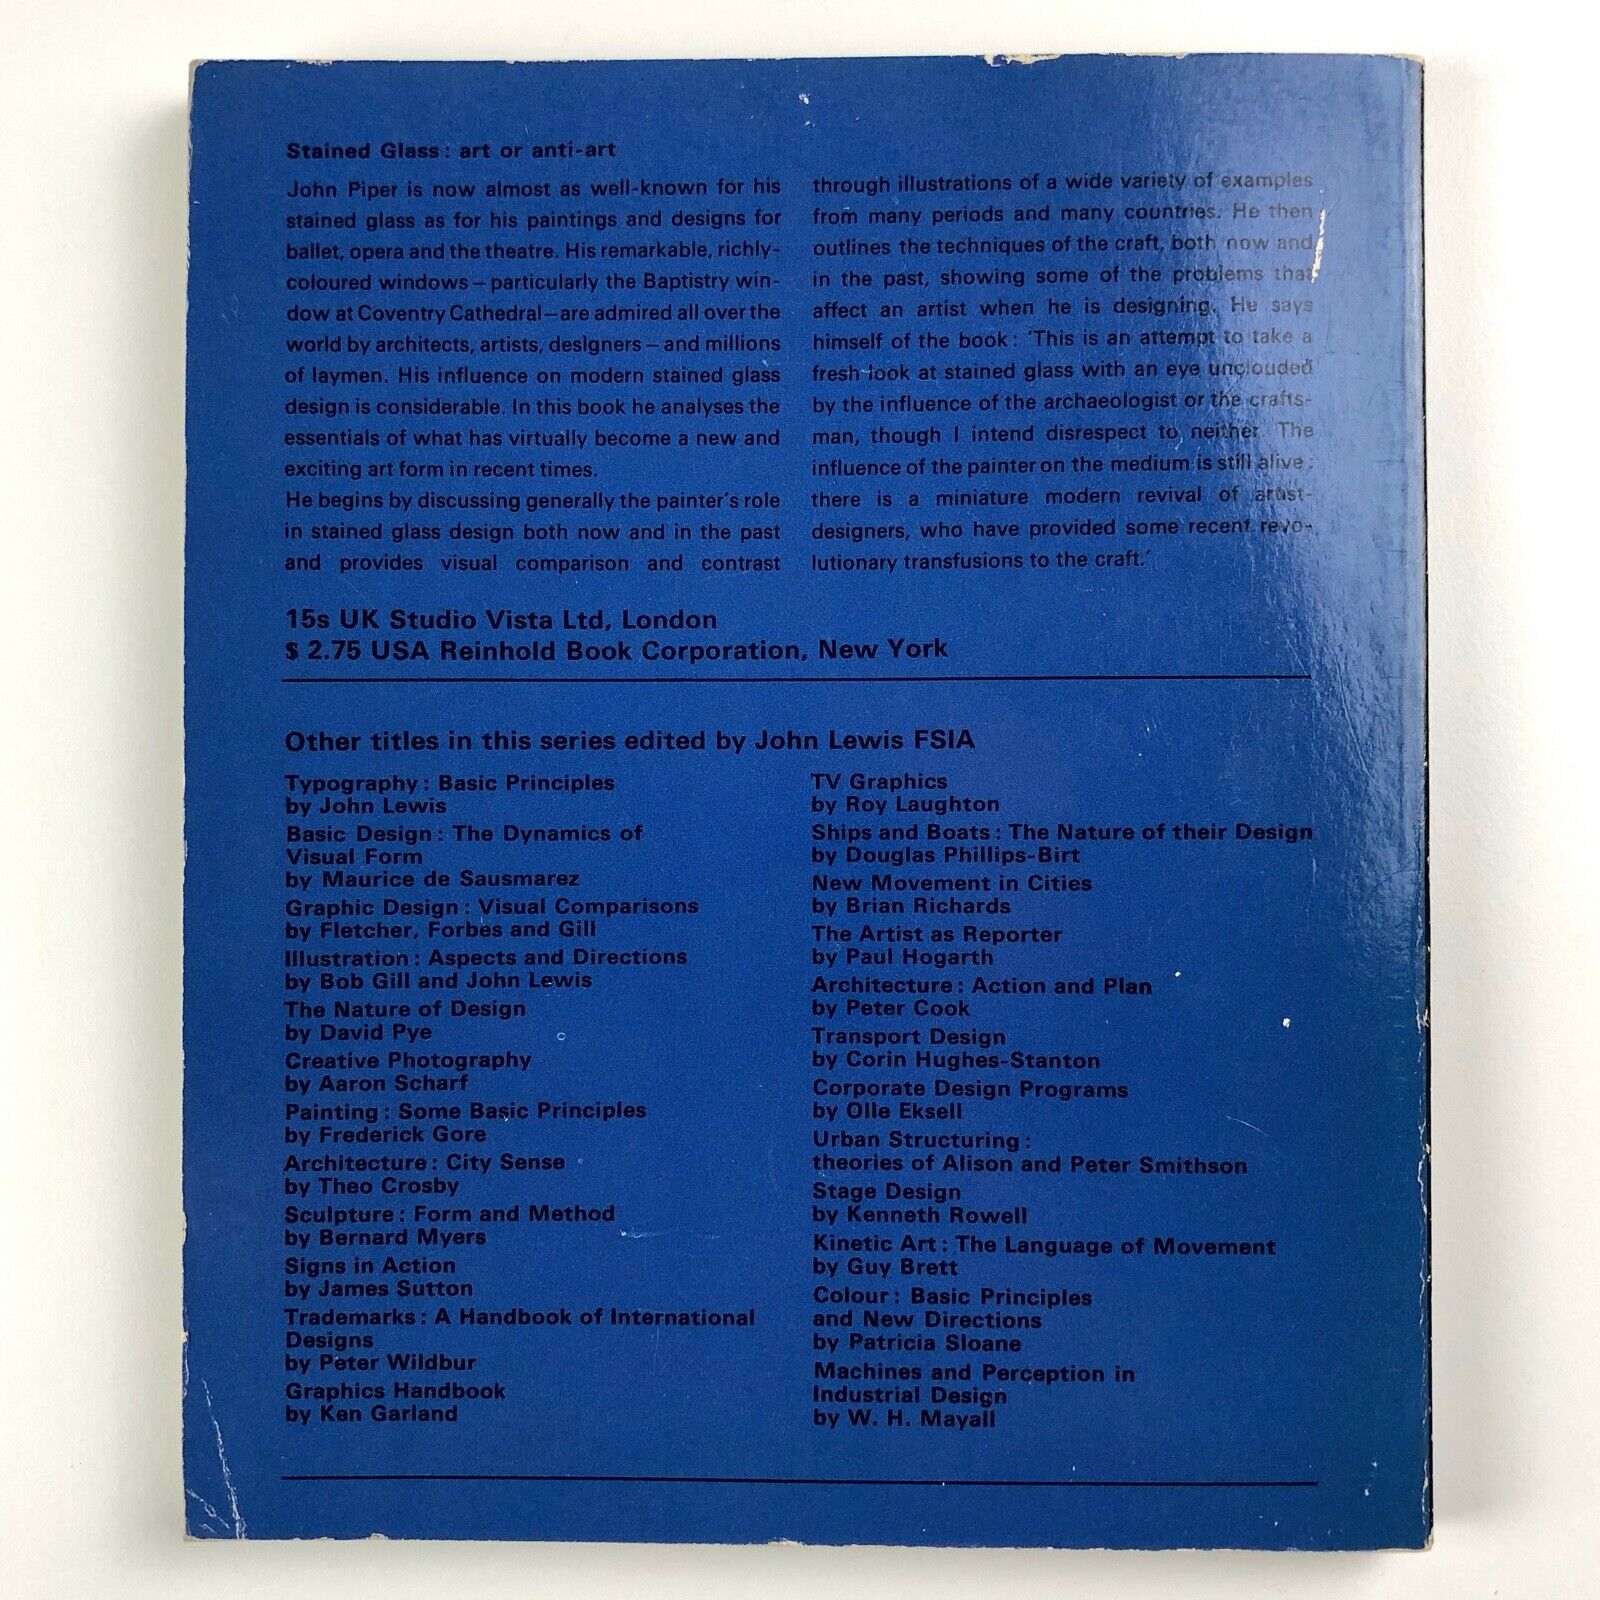 Stained Glass: art or anti-art
John Piper is now almost as well-known for his
stained glass as for his paintings and designs for
ballet, opera and the theatre. His remarkable, richly-
coloured windows – particularly the Baptistry win-
dow at Coventry Cathedral – are admired all over the
world by architects, artists, designers – and millions
of laymen. His influence on modern stained glass
design is considerable. In this book he analyses the
essentials of what has virtually become a new and
exciting art form in recent times.
He begins by discussing generally the painter's role
in stained glass design both now and in the past
and provides visual comparison and contrast
through illustrations of a wide variety of examples
from many periods and many countries. He then
outlines the techniques of the craft, both now and
in the past, showing some of the problems that
affect an artist when he is designing. He says
himself of the book: 'This is an attempt to take a
fresh look at stained glass with an eye unclouded
by the influence of the archaeologist or the crafts-
man, though I intend disrespect to neither. The
influence of the painter on the medium is still alive:
there is a miniature modern revival of artist-
designers, who have provided some recent revo-
lutionary transfusions to the craft.'
15s UK Studio Vista Ltd, London
$ 2.75 USA Reinhold Book Corporation, New York
Other titles in this series edited by John Lewis FSIA
Typography: Basic Principles
by John Lewis
Basic Design: The Dynamics of
Visual Form
by Maurice de Sausmarez
Graphic Design: Visual Comparisons
by Fletcher, Forbes and Gill
Illustration: Aspects and Directions
by Bob Gill and John Lewis
The Nature of Design
by David Pye
Creative Photography
by Aaron Scharf
Painting: Some Basic Principles
by Frederick Gore
Architecture: City Sense
by Theo Crosby
Sculpture: Form and Method
by Bernard Myers
Signs in Action
by James Sutton
Trademarks: A Handbook of International
Designs
by Peter Wildbur
Graphics Handbook
by Ken Garland
TV Graphics
by Roy Laughton
Ships and Boats: The Nature of their Design
by Douglas Phillips-Birt
New Movement in Cities
by Brian Richards
The Artist as Reporter
by Paul Hogarth
Architecture: Action and Plan
by Peter Cook
Transport Design
by Corin Hughes-Stanton
Corporate Design Programs
by Olle Eksell
Urban Structuring:
theories of Alison and Peter Smithson
Stage Design
by Kenneth Rowell
Kinetic Art: The Language of Movement
by Guy Brett
Colour: Basic Principles
and New Directions
by Patricia Sloane
Machines and Perception in
Industrial Design
by W. H. Mayall